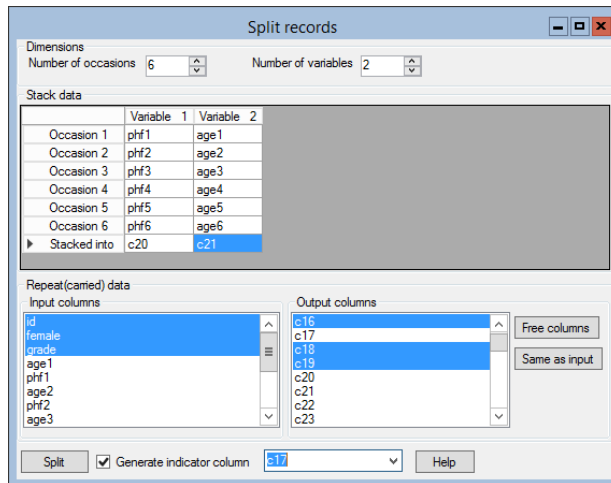 Split records
Dimensions
Number of occasions 6 Number of variables 2
Stack data
Variable 1 Variable 2
Occasion 1 phf1 age1
Occasion 2 phf2 age2
Occasion 3 phf3 age3
Occasion 4 phf4 age4
Occasion 5 phf5 age5
Occasion 6 phf6 age6
Stacked into c20 c21
Repeat(carried) data
Input columns Output columns
id c16
female c17
grade c18
age1 c19
phf1 c20
age2 c21
phf2 c22
age3 c23
Free columns
Same as input
Split Generate indicator column c17 Help